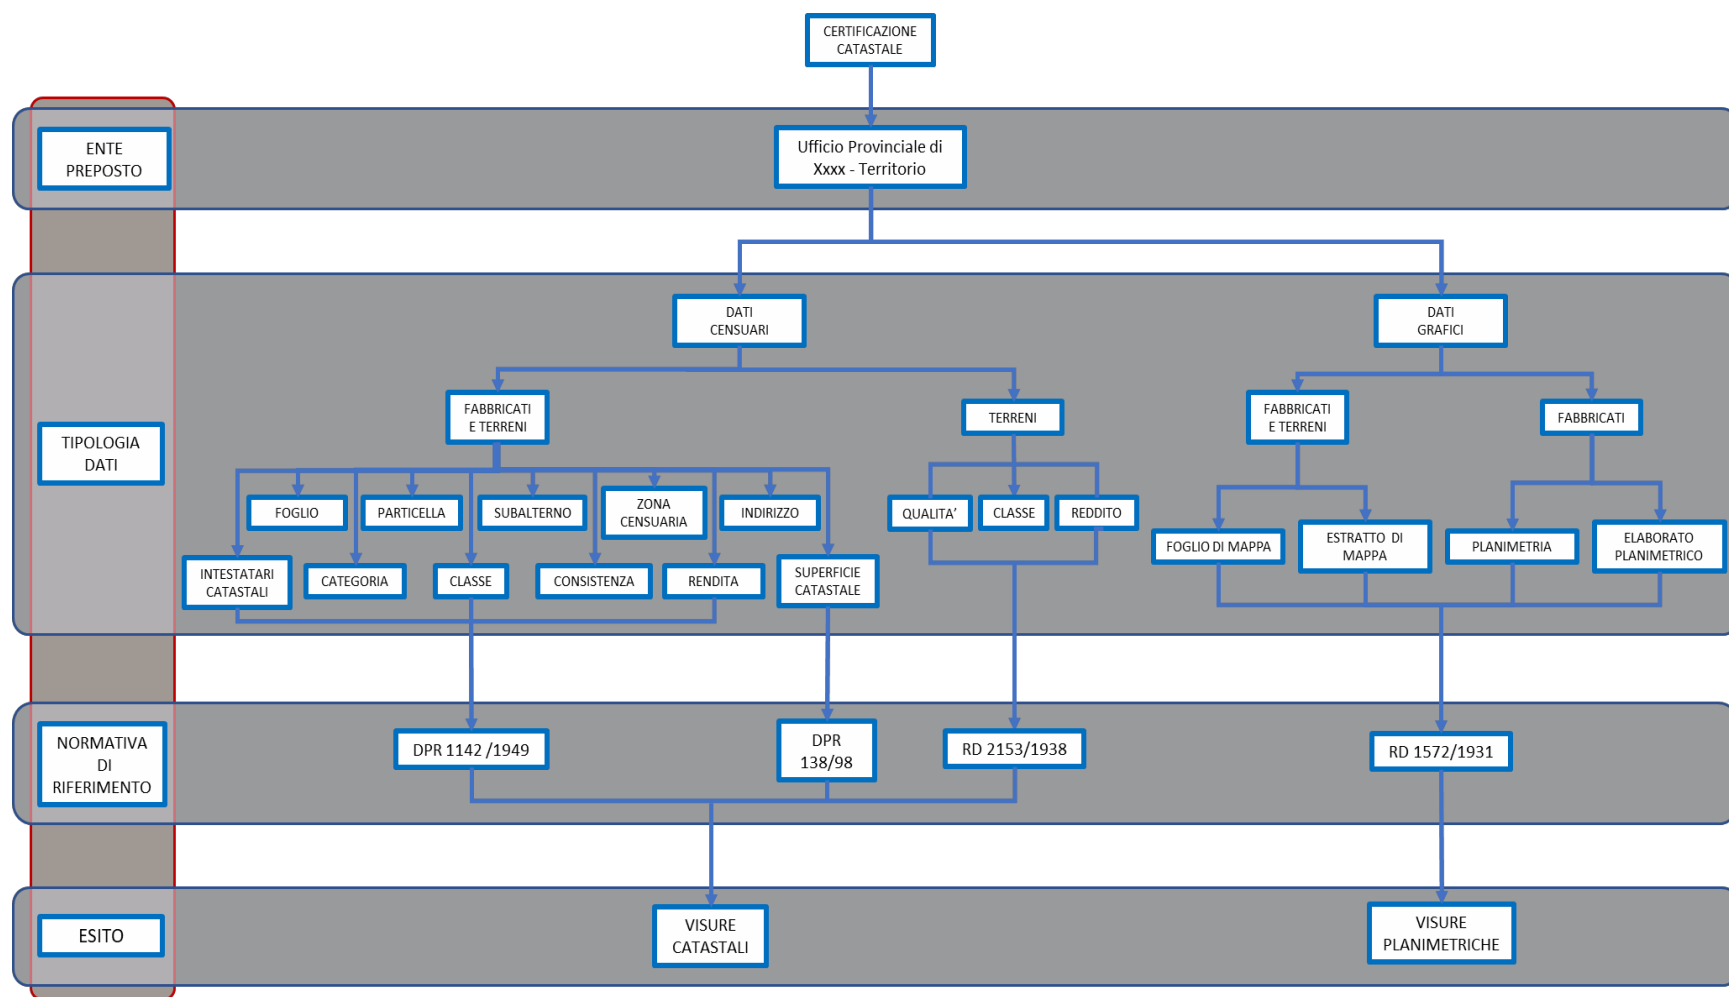 CERTIFICAZIONE
CATASTALE
ENTE
PREPOSTO
Ufficio Provinciale di
Xxxx - Territorio
TIPOLOGIA
DATI
DATI
CENSUARI
DATI
GRAFICI
FABBRICATI
E TERRENI
TERRENI
FABBRICATI
E TERRENI
FABBRICATI
FOGLIO
PARTICELLA
SUBALTERNO
ZONA
CENSUARIA
INDIRIZZO
QUALITA’
CLASSE
REDDITO
INTESTATARI
CATASTALI
CATEGORIA
CLASSE
CONSISTENZA
RENDITA
SUPERFICIE
CATASTALE
FOGLIO DI MAPPA
ESTRATTO DI
MAPPA
PLANIMETRIA
ELABORATO
PLANIMETRICO
NORMATIVA
DI
RIFERIMENTO
DPR 1142 /1949
DPR
138/98
RD 2153/1938
RD 1572/1931
ESITO
VISURE
CATASTALI
VISURE
PLANIMETRICHE